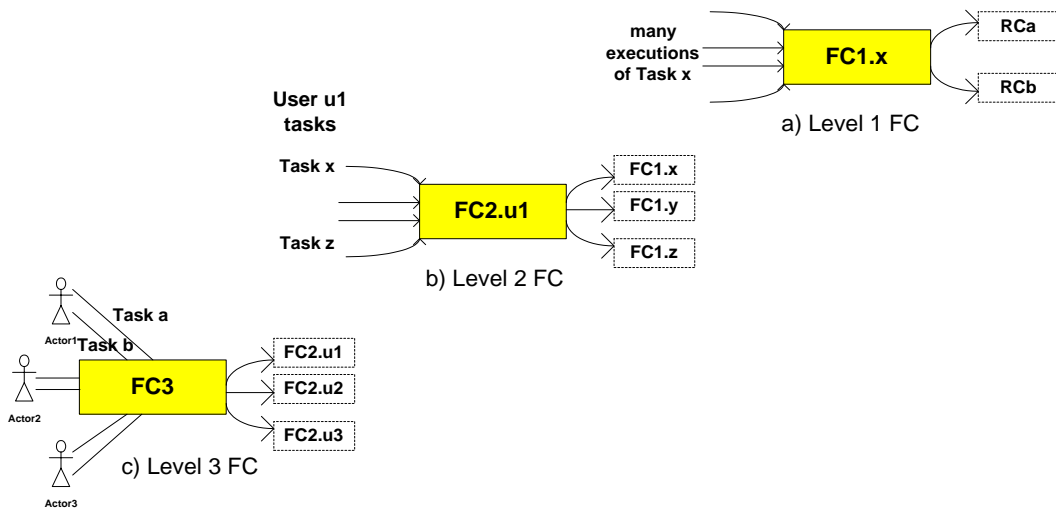 many
executions
of Task x
FC1.x
RCa
RCb
a) Level 1 FC
User u1
tasks
Task x
Task z
FC2.u1
FC1.x
FC1.y
FC1.z
b) Level 2 FC
Actor1
Task a
Task b
Actor2
Actor3
FC3
FC2.u1
FC2.u2
FC2.u3
c) Level 3 FC